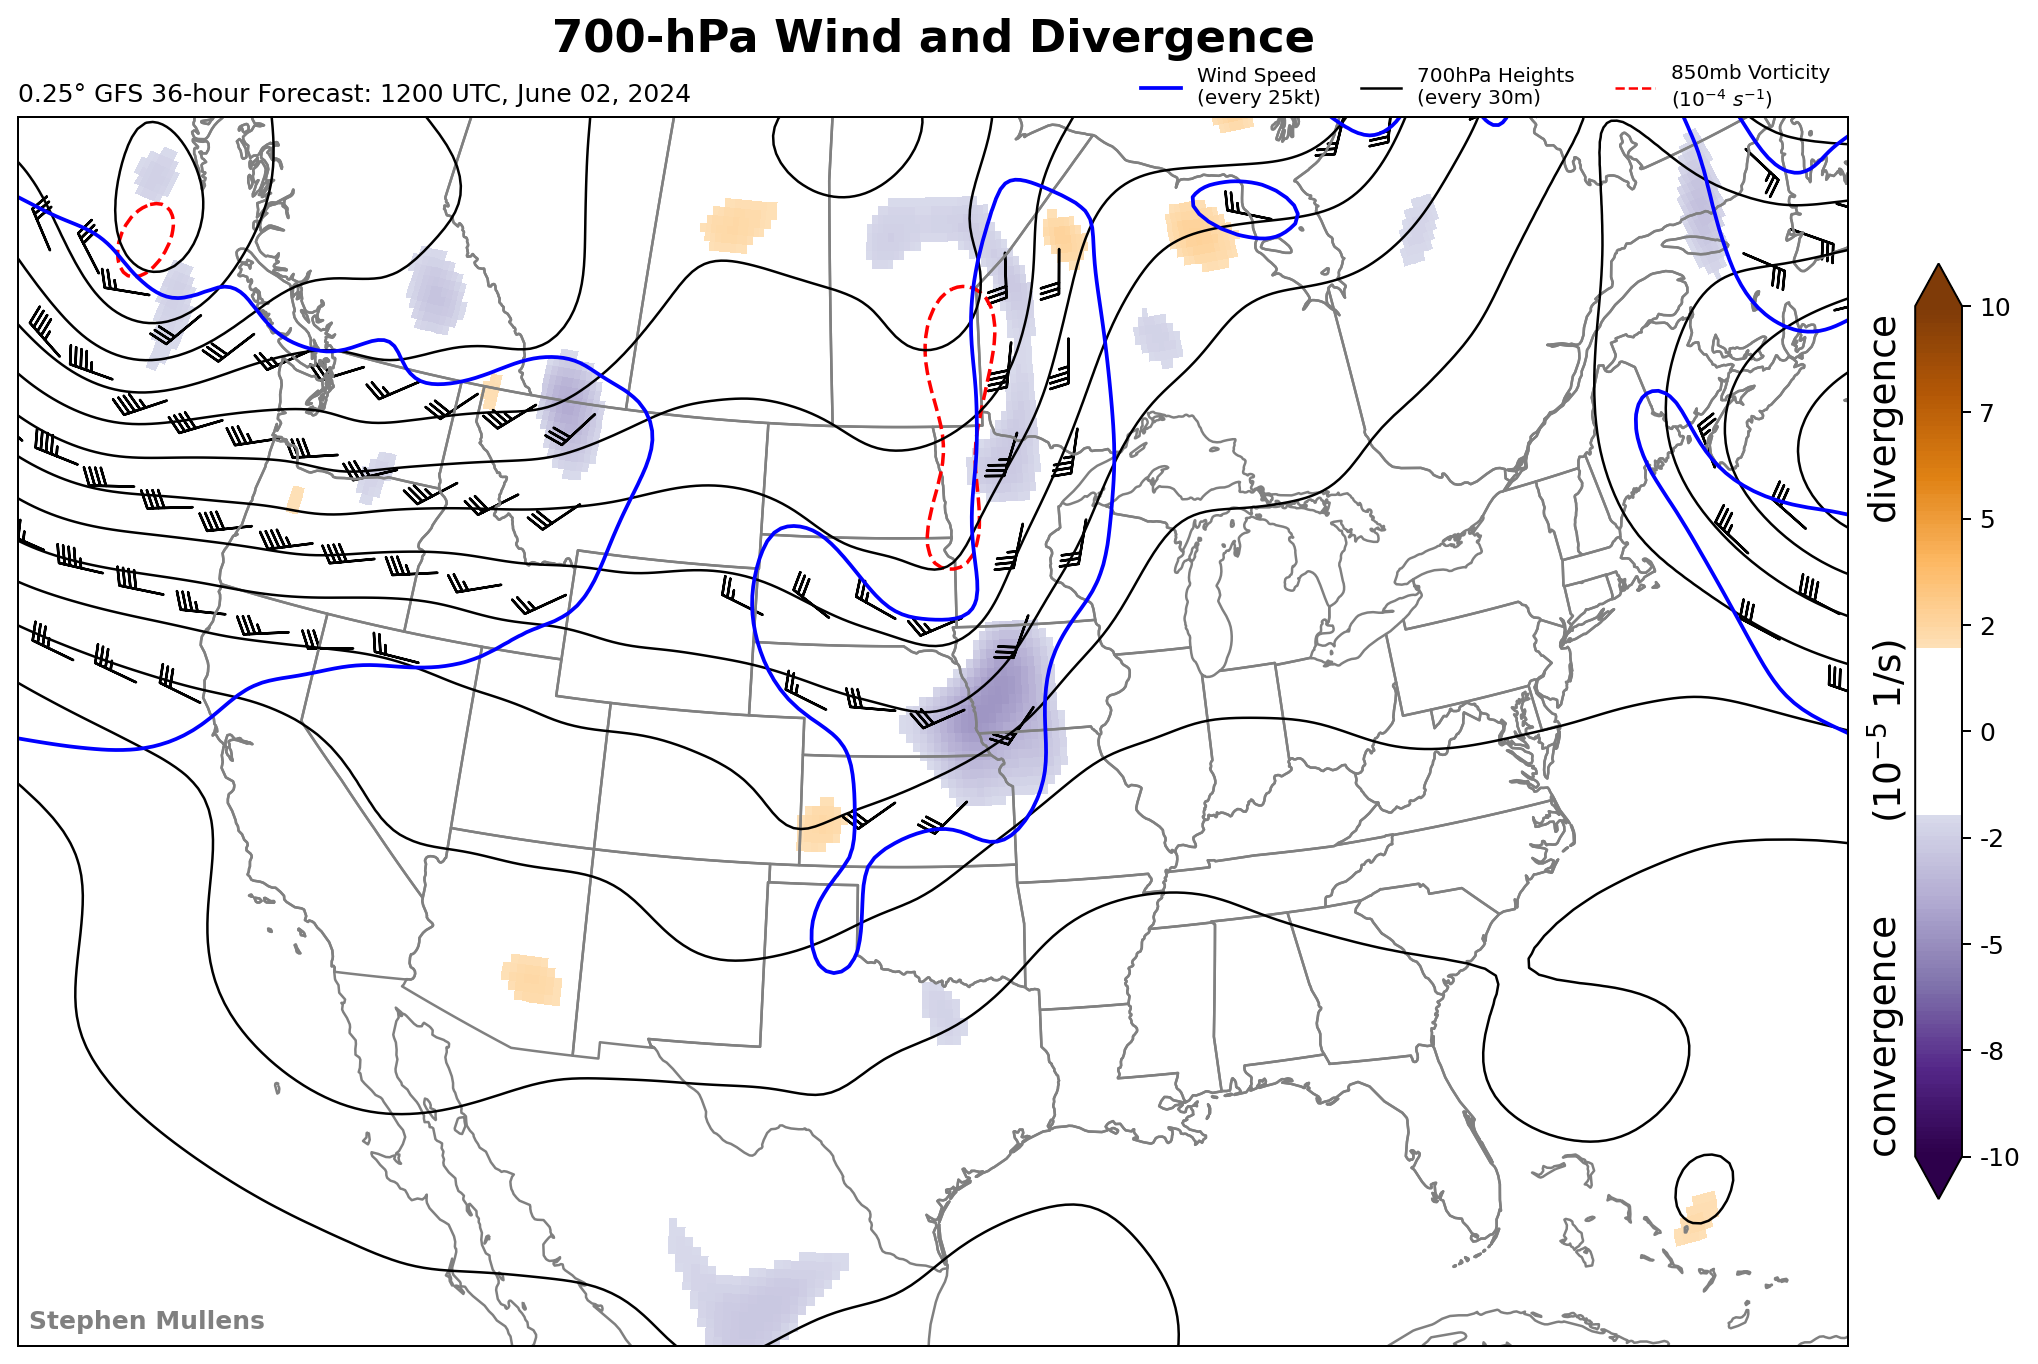 700-hPa Wind and Divergence
0.25° GFS 36-hour Forecast: 1200 UTC, June 02, 2024
Wind Speed
(every 25kt)
700hPa Heights
(every 30m)
850mb Vorticity
(10⁻⁴ s⁻¹)
10
7
5
2
0
-2
-5
-8
-10
convergence (10⁻⁵ 1/s) divergence
Stephen Mullens